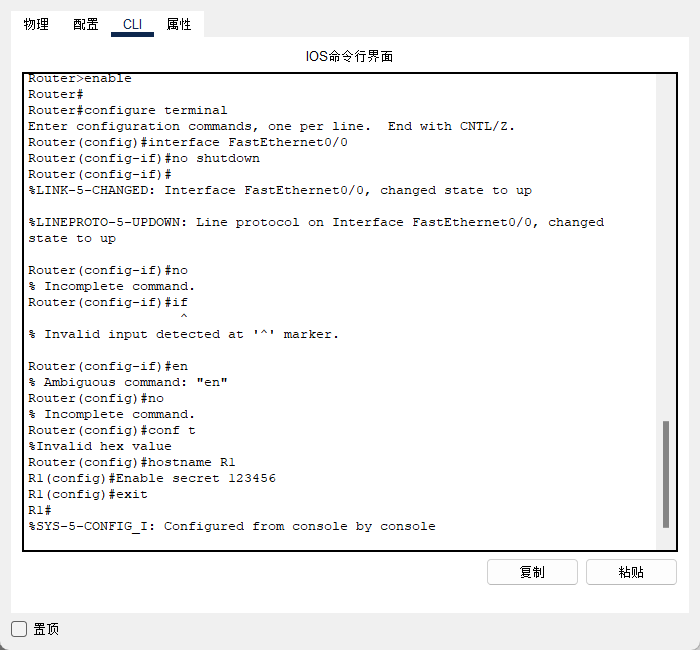 物理 配置 CLI 属性
IOS命令行界面
Router>enable
Router#
Router#configure terminal
Enter configuration commands, one per line.  End with CNTL/Z.
Router(config)#interface FastEthernet0/0
Router(config-if)#no shutdown
Router(config-if)#
%LINK-5-CHANGED: Interface FastEthernet0/0, changed state to up
%LINEPROTO-5-UPDOWN: Line protocol on Interface FastEthernet0/0, changed
state to up
Router(config-if)#no
% Incomplete command.
Router(config-if)#if
^
% Invalid input detected at '^' marker.
Router(config-if)#en
% Ambiguous command: "en"
Router(config)#no
% Incomplete command.
Router(config)#conf t
%Invalid hex value
Router(config)#hostname R1
R1(config)#Enable secret 123456
R1(config)#exit
R1#
%SYS-5-CONFIG_I: Configured from console by console
复制 粘贴
置顶